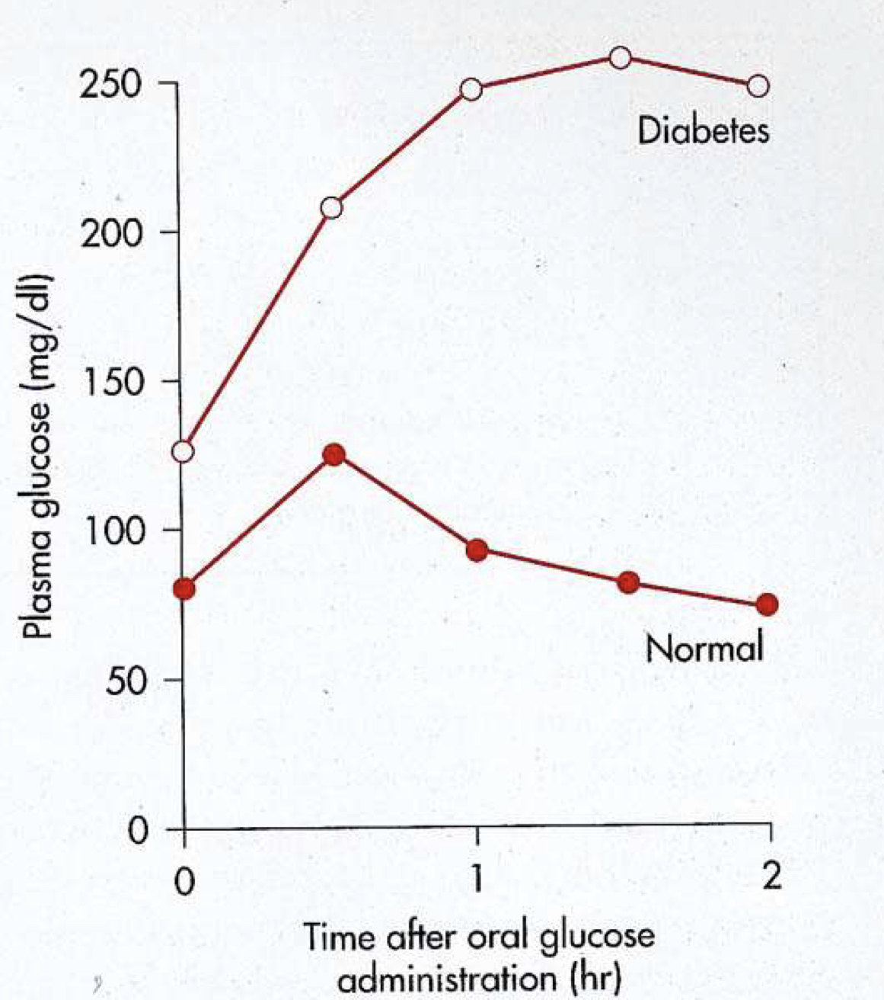 250
200
150
100
50
0
Plasma glucose (mg/dl)
Diabetes
Normal
0 1 2
Time after oral glucose
administration (hr)